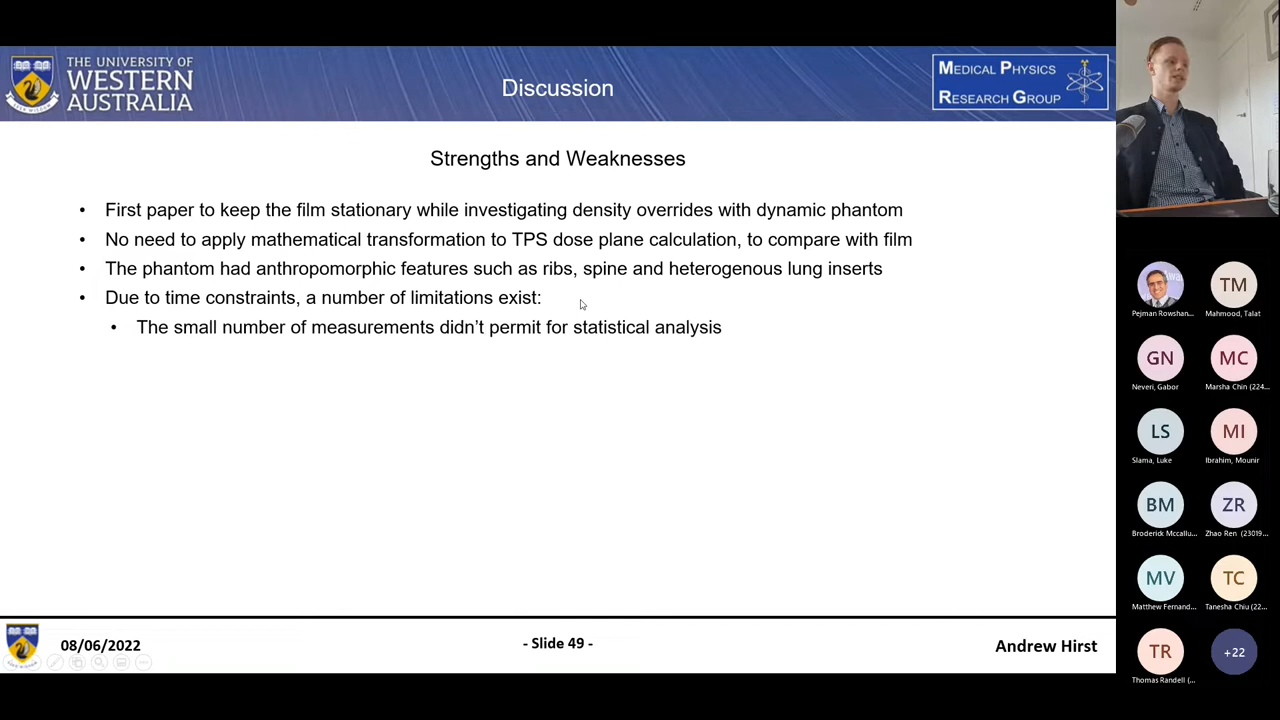 THE UNIVERSITY OF
WESTERN
AUSTRALIA
Discussion
MEDICAL PHYSICS
RESEARCH GROUP
Strengths and Weaknesses
• First paper to keep the film stationary while investigating density overrides with dynamic phantom
• No need to apply mathematical transformation to TPS dose plane calculation, to compare with film
• The phantom had anthropomorphic features such as ribs, spine and heterogenous lung inserts
• Due to time constraints, a number of limitations exist:
• The small number of measurements didn't permit for statistical analysis
08/06/2022
- Slide 49 -
Andrew Hirst
Pejman Rowshan...
TM
Mahmood, Talat
GN
Neveri, Gabor
MC
Marsha Chin (224...
LS
Slama, Luke
MI
Ibrahim, Mounir
BM
Broderick Mccallu...
ZR
Zhao Ren (23019...
MV
Matthew Fernand...
TC
Tanesha Chiu (22...
TR
Thomas Randell (...
+22